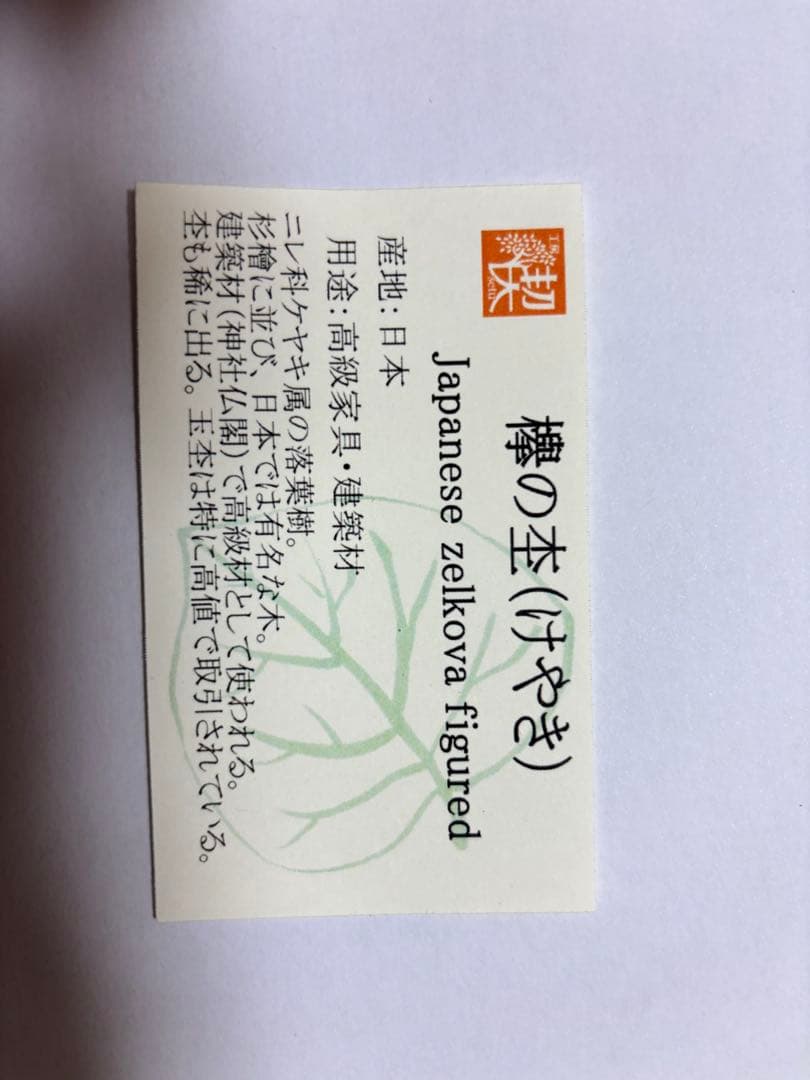 工房
契
ketu
欅の杢(けやき)
Japanese zelkova figured
産地:日本
用途:高級家具・建築材
ニレ科ケヤキ属の落葉樹。
杉檜に並び、日本では有名な木。
建築材(神社仏閣)で高級材として使われる。
杢も稀に出る。玉杢は特に高値で取引されている。